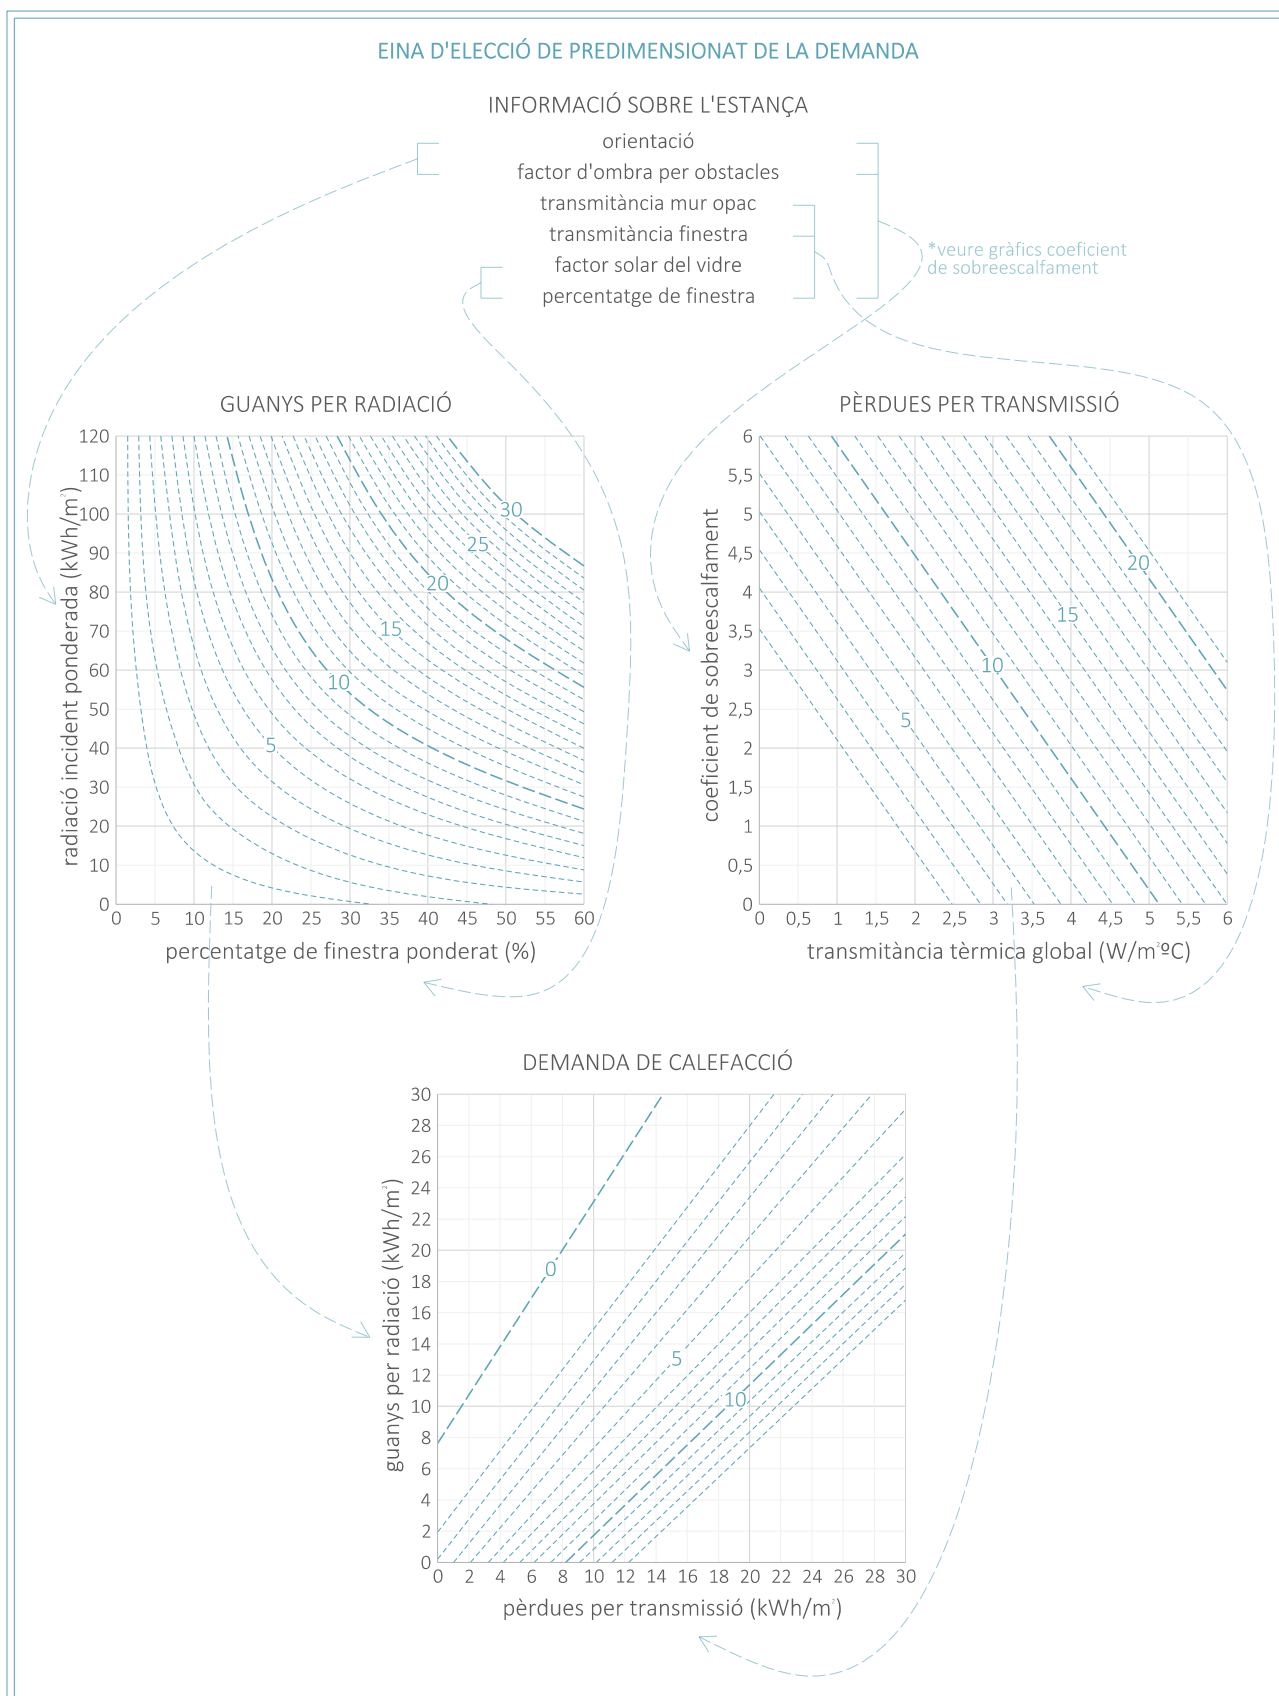 EINA D'ELECCIÓ DE PREDIMENSIONAT DE LA DEMANDA
INFORMACIÓ SOBRE L'ESTANÇA
orientació
factor d'ombra per obstacles
transmitància mur opac
transmitància finestra
factor solar del vidre
percentatge de finestra
*veure gràfics coeficient
de sobreescalfament
GUANYS PER RADIACIÓ
radiació incident ponderada (kWh/m²)
120
110
100
90
80
70
60
50
40
30
20
10
0
30
25
20
15
10
5
0 5 10 15 20 25 30 35 40 45 50 55 60
percentatge de finestra ponderat (%)
PÈRDUES PER TRANSMISSIÓ
coeficient de sobreescalfament
6
5,5
5
4,5
4
3,5
3
2,5
2
1,5
1
0,5
0
20
15
10
5
0 0,5 1 1,5 2 2,5 3 3,5 4 4,5 5 5,5 6
transmitància tèrmica global (W/m²ºC)
DEMANDA DE CALEFACCIÓ
guanys per radiació (kWh/m²)
30
28
26
24
22
20
18
16
14
12
10
8
6
4
2
0
0
5
10
0 2 4 6 8 10 12 14 16 18 20 22 24 26 28 30
pèrdues per transmissió (kWh/m²)